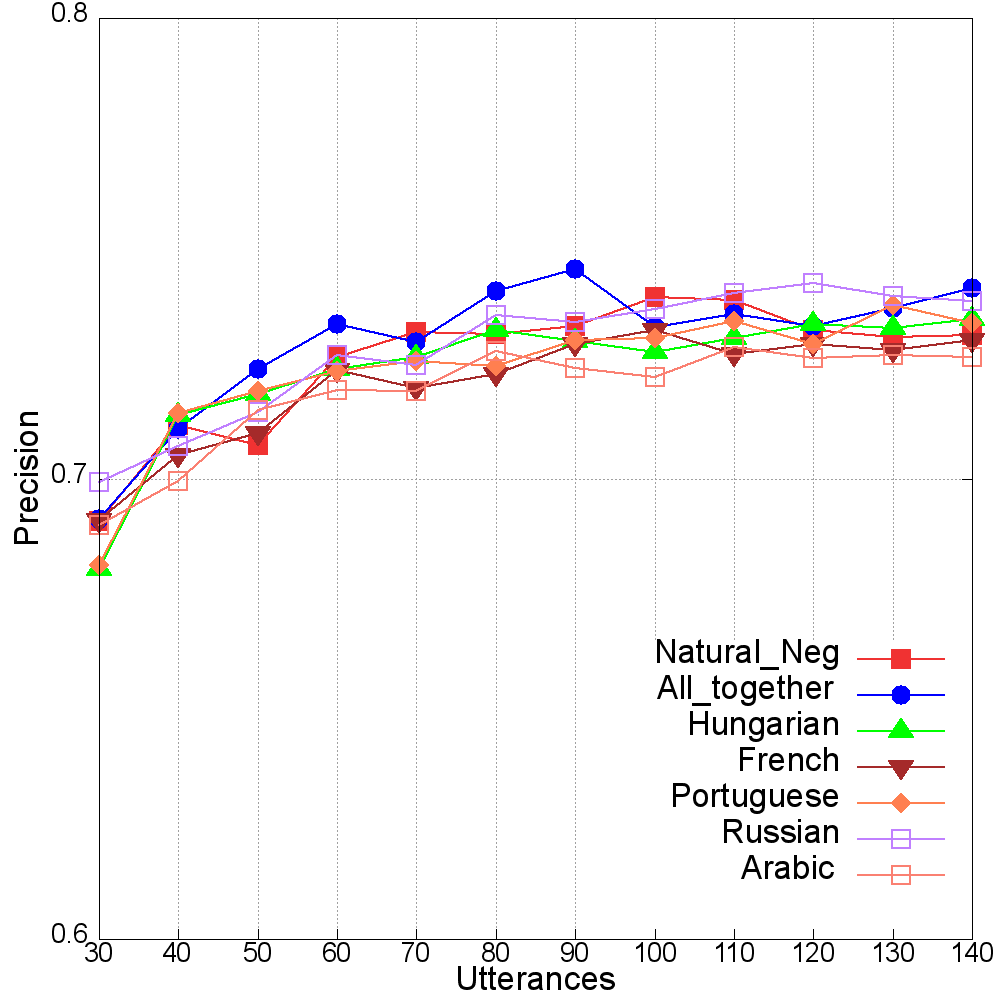 0.8
0.7
0.6
Precision
30 40 50 60 70 80 90 100 110 120 130 140
Utterances
Natural_Neg
All_together
Hungarian
French
Portuguese
Russian
Arabic